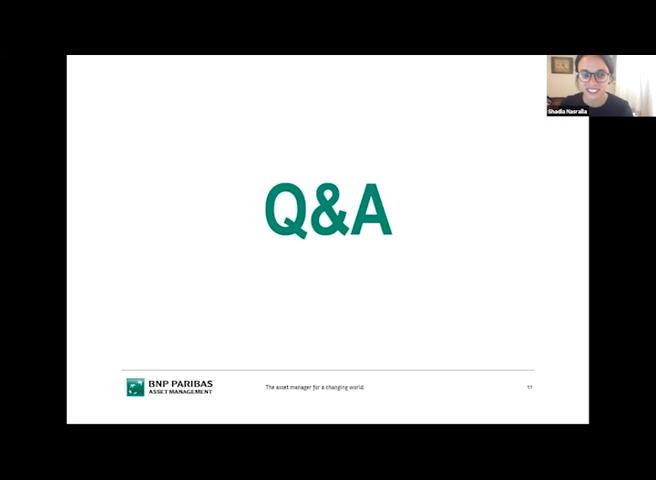 Shadia Nasralla
Q&A
BNP PARIBAS
ASSET MANAGEMENT
The asset manager for a changing world
11